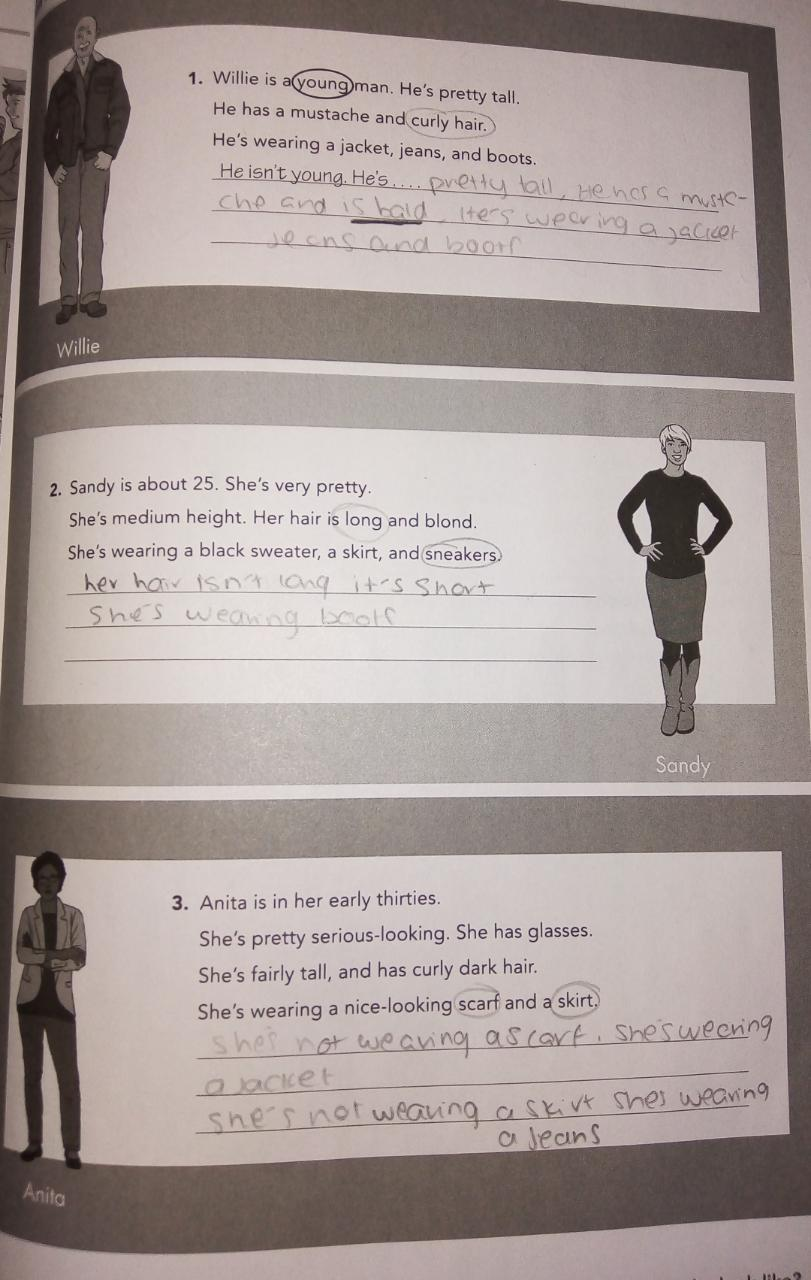 1. Willie is a young man. He's pretty tall.
He has a mustache and curly hair.
He's wearing a jacket, jeans, and boots.
He isn't young. He's.... pretty tall, He has a musta-
che and is bald. He's wearing a jacket
jeans and boots
Willie
2. Sandy is about 25. She's very pretty.
She's medium height. Her hair is long and blond.
She's wearing a black sweater, a skirt, and sneakers.
her hair isn't long it's short
She's wearing boots
Sandy
3. Anita is in her early thirties.
She's pretty serious-looking. She has glasses.
She's fairly tall, and has curly dark hair.
She's wearing a nice-looking scarf and a skirt.
she's not wearing a scarf. she's wearing
a jacket
she's not wearing a skirt she's wearing
a jeans
Anita